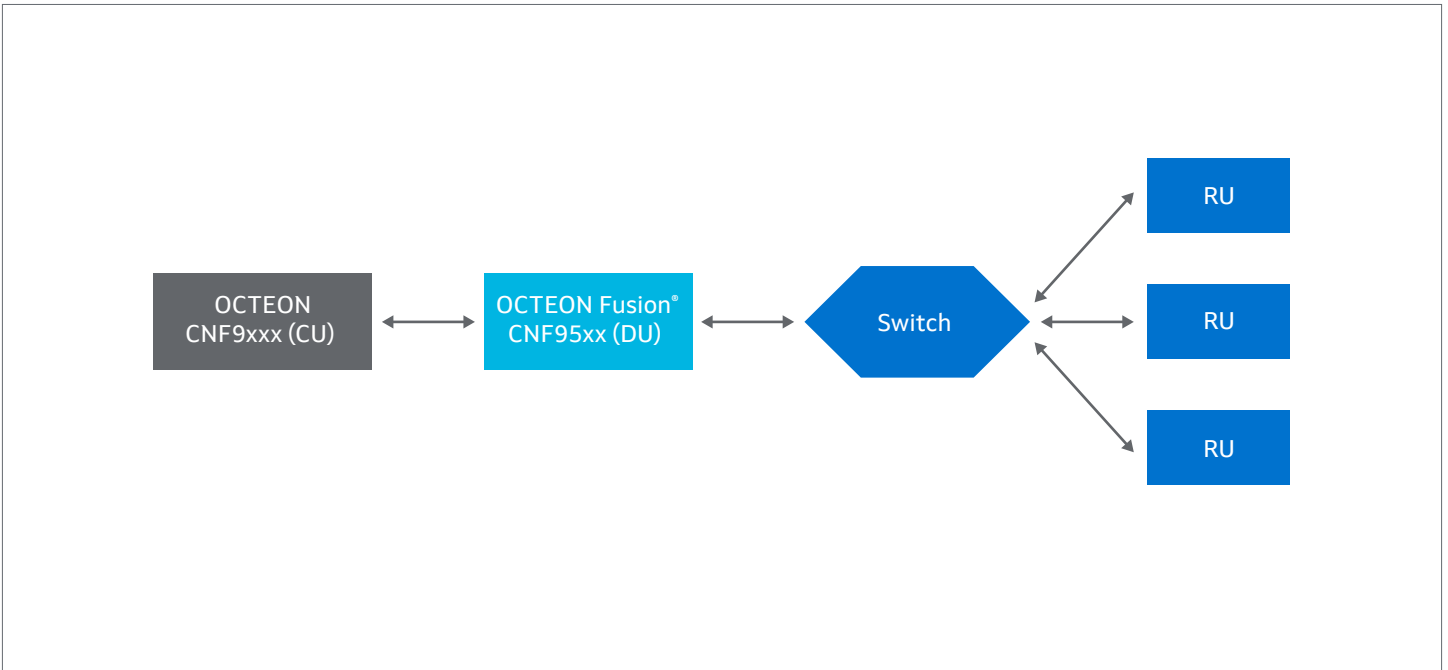 OCTEON
CNF9xxx (CU)
OCTEON Fusion®
CNF95xx (DU)
Switch
RU
RU
RU